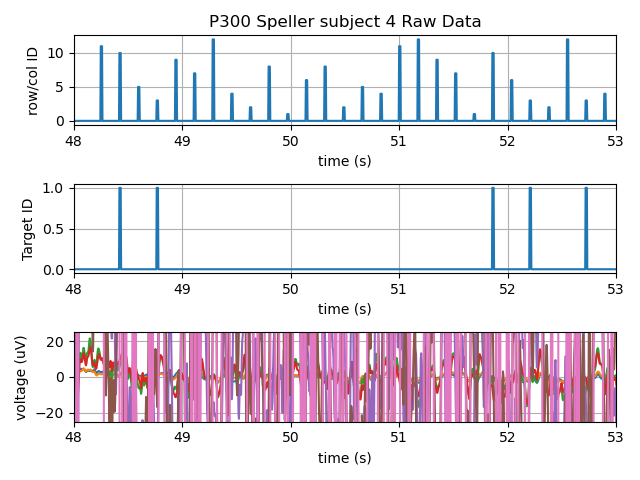 P300 Speller subject 4 Raw Data
row/col ID
10
5
0
48 49 50 51 52 53
time (s)
Target ID
1.0
0.5
0.0
48 49 50 51 52 53
time (s)
voltage (uV)
20
0
−20
48 49 50 51 52 53
time (s)